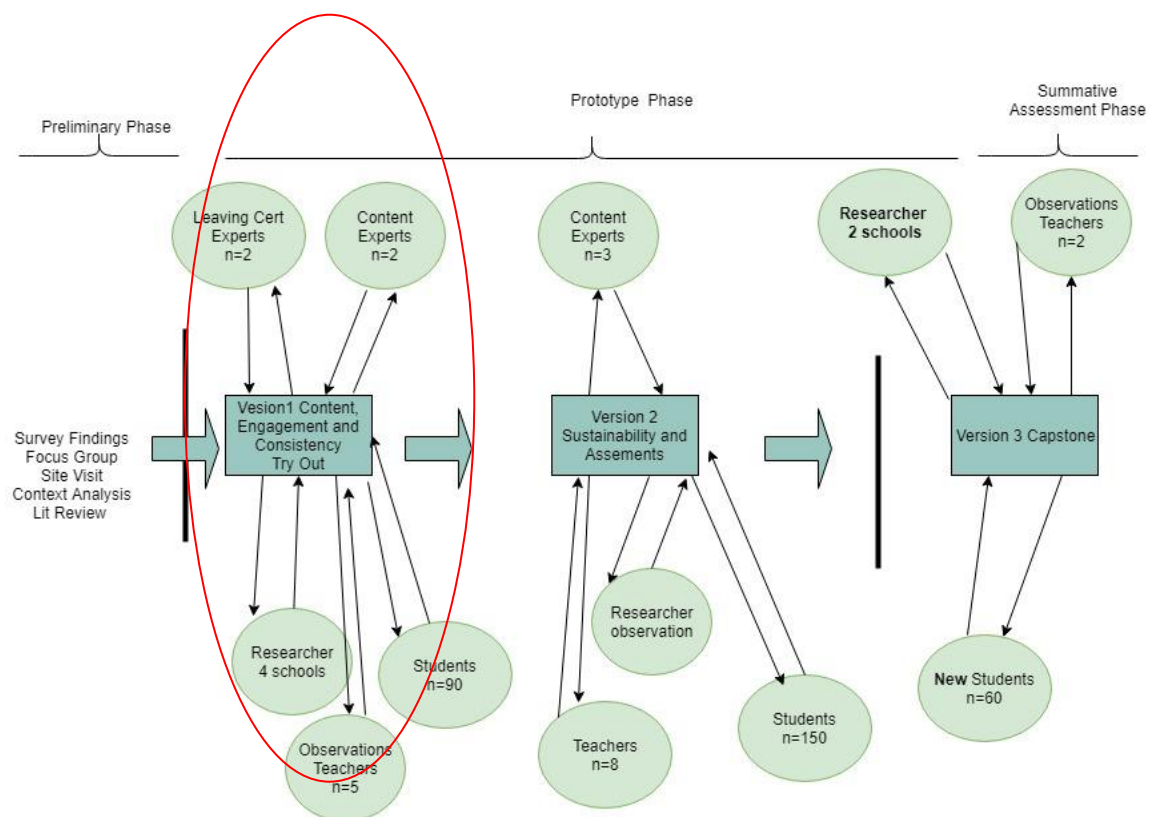 Preliminary Phase
Prototype Phase
Summative
Assessment Phase
Leaving Cert
Experts
n=2
Content
Experts
n=2
Content
Experts
n=3
Researcher
2 schools
Observations
Teachers
n=2
Survey Findings
Focus Group
Site Visit
Context Analysis
Lit Review
Vesion1 Content,
Engagement and
Consistency
Try Out
Version 2
Sustainability and
Assements
Version 3 Capstone
Researcher
4 schools
Students
n=90
Observations
Teachers
n=5
Researcher
observation
Teachers
n=8
Students
n=150
New Students
n=60